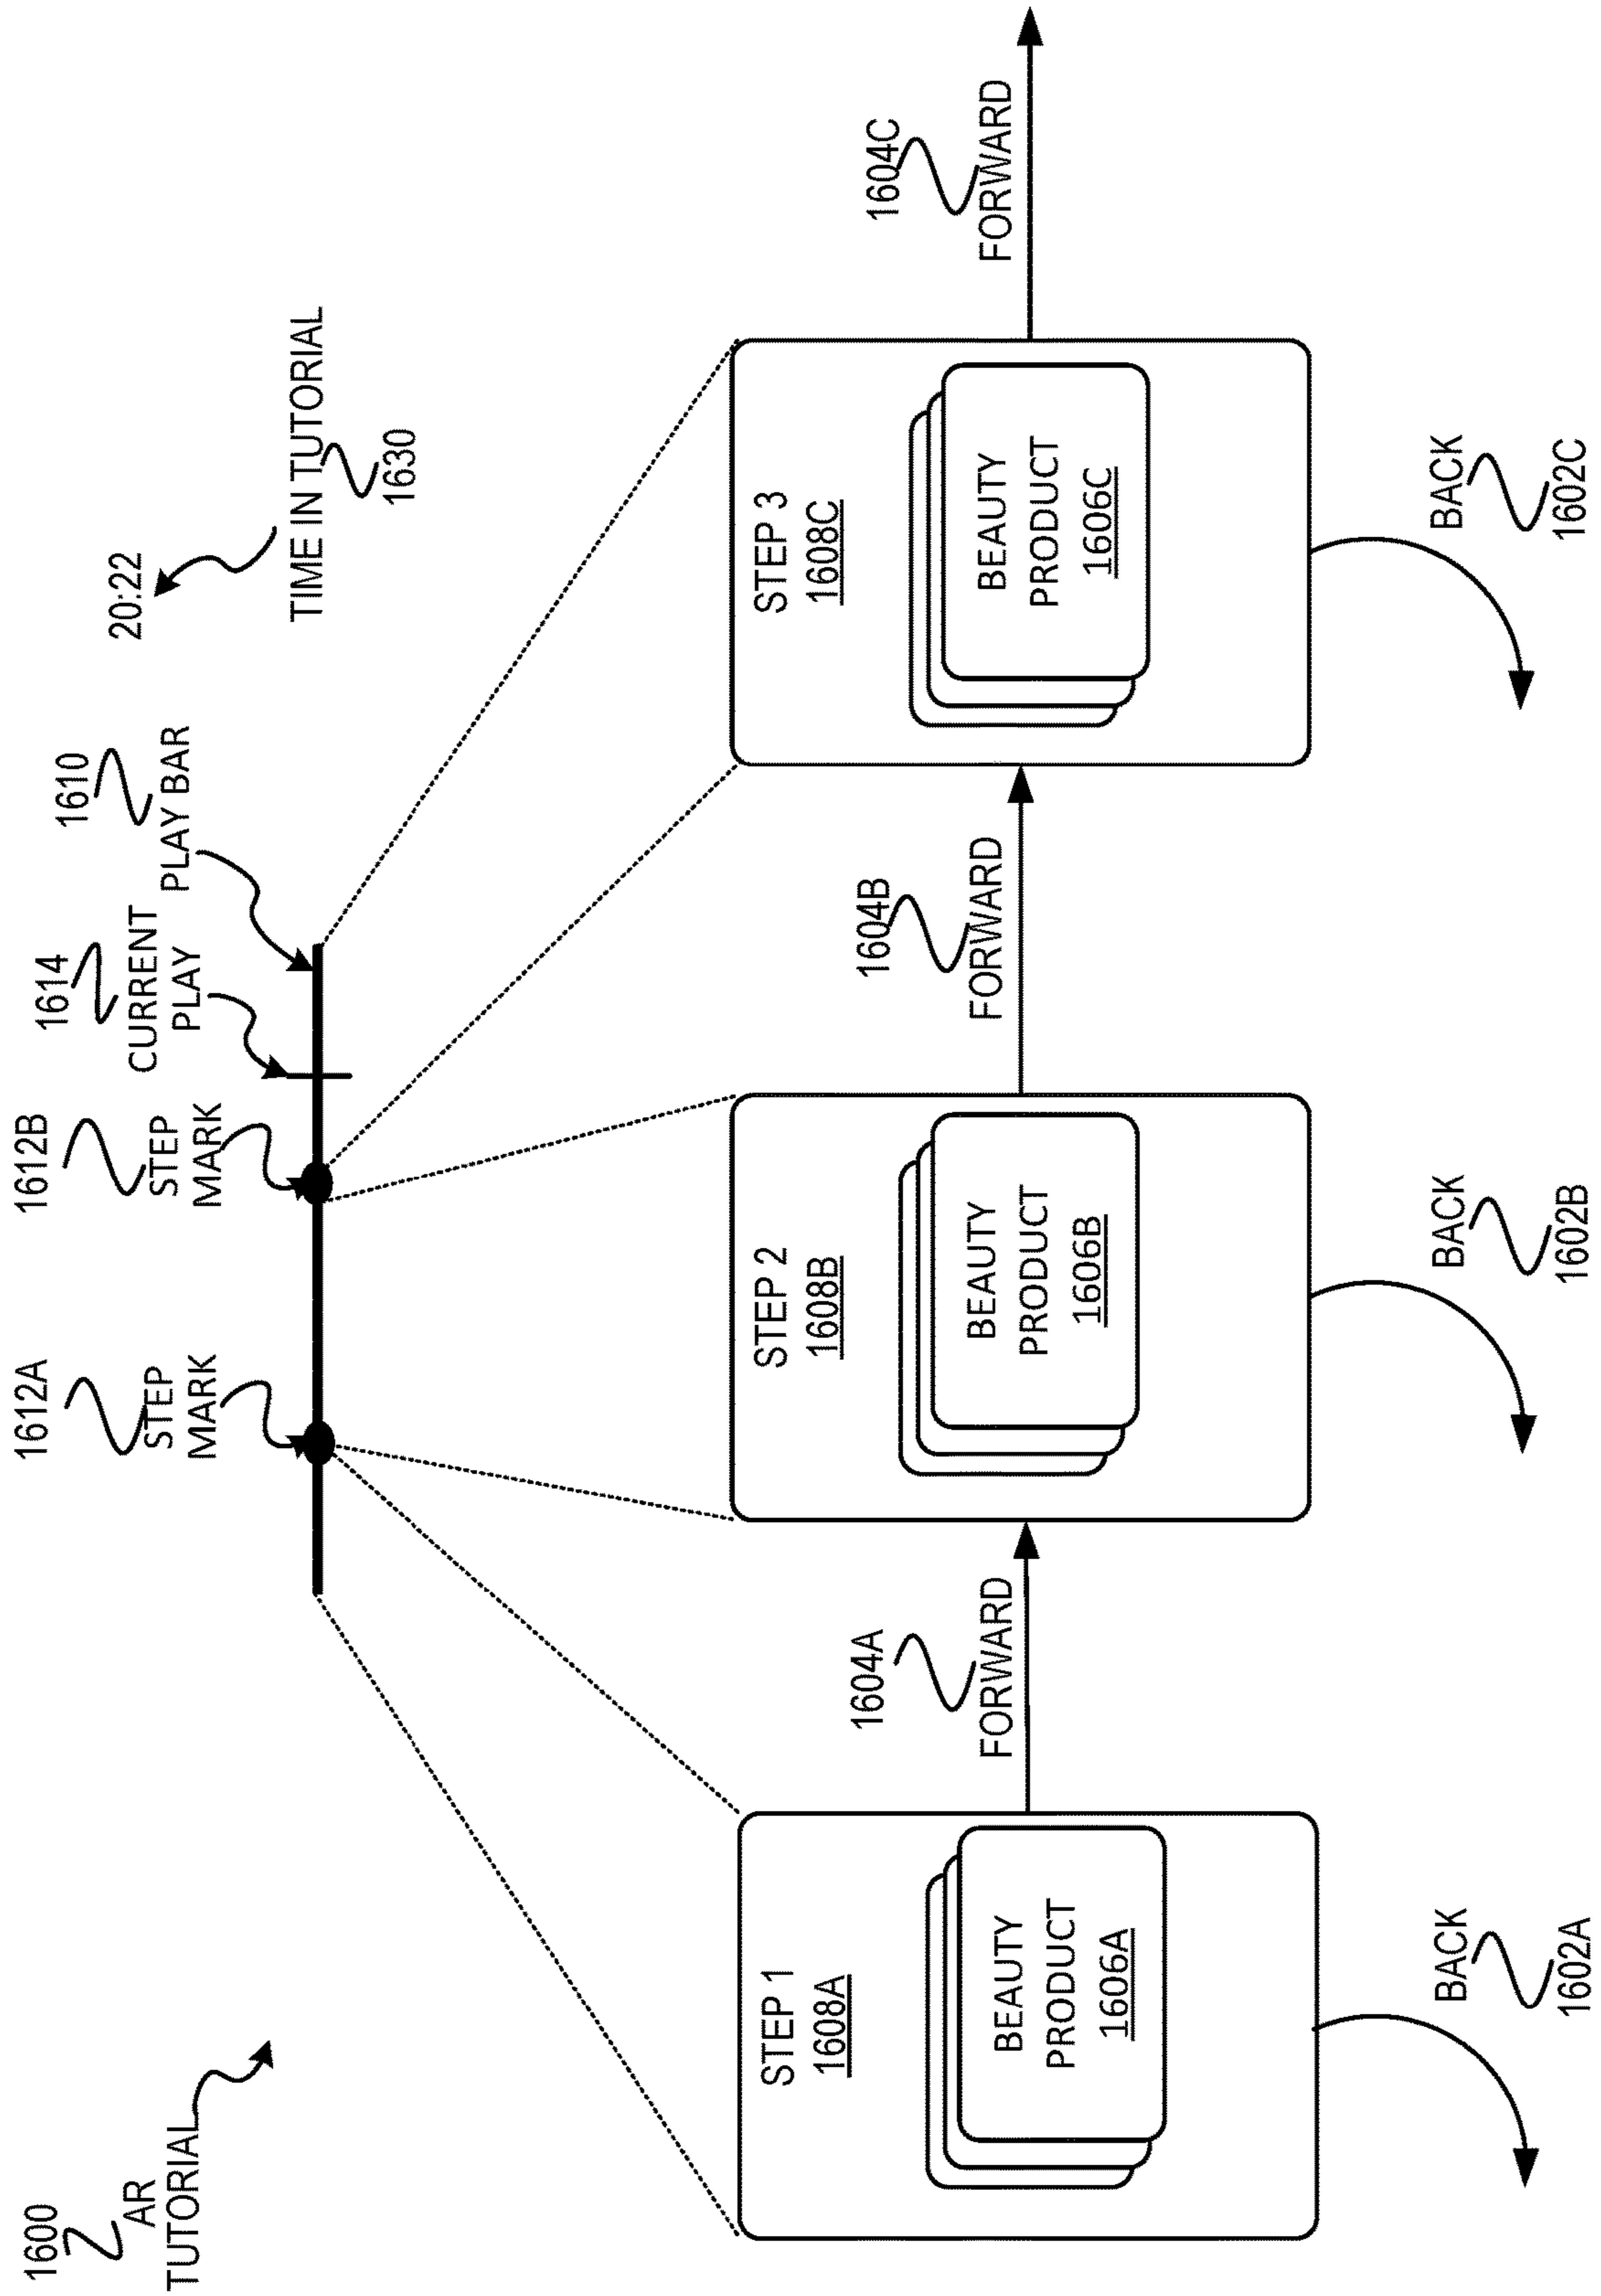 1600
AR
TUTORIAL
1612A
STEP
MARK
1612B
STEP
MARK
1614
CURRENT
PLAY
1610
PLAY BAR
20:22
TIME IN TUTORIAL
1630
STEP 1
1608A
BEAUTY
PRODUCT
1606A
1604A
FORWARD
STEP 2
1608B
BEAUTY
PRODUCT
1606B
1604B
FORWARD
STEP 3
1608C
BEAUTY
PRODUCT
1606C
1604C
FORWARD
BACK
1602A
BACK
1602B
BACK
1602C